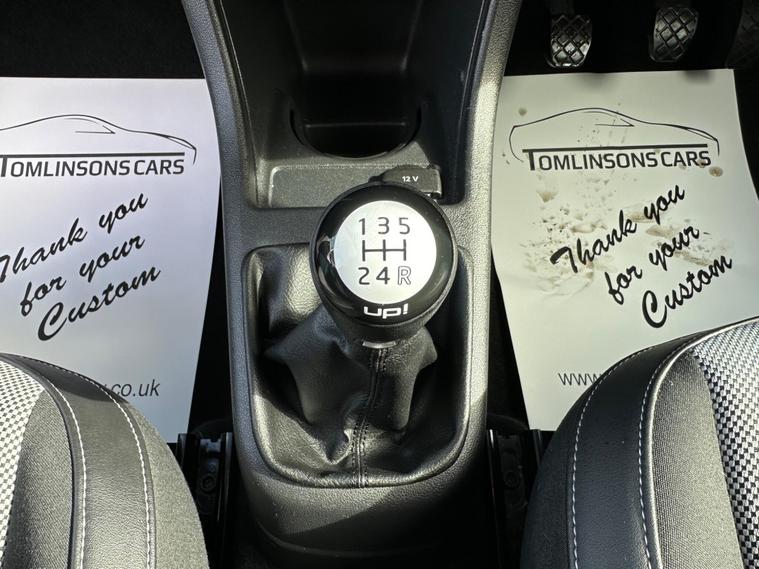 TOMLINSONS CARS
Thank you
for your
Custom
.co.uk
12 V
1 3 5
2 4 R
up!
TOMLINSONS CARS
Thank you
for your
Custom
www